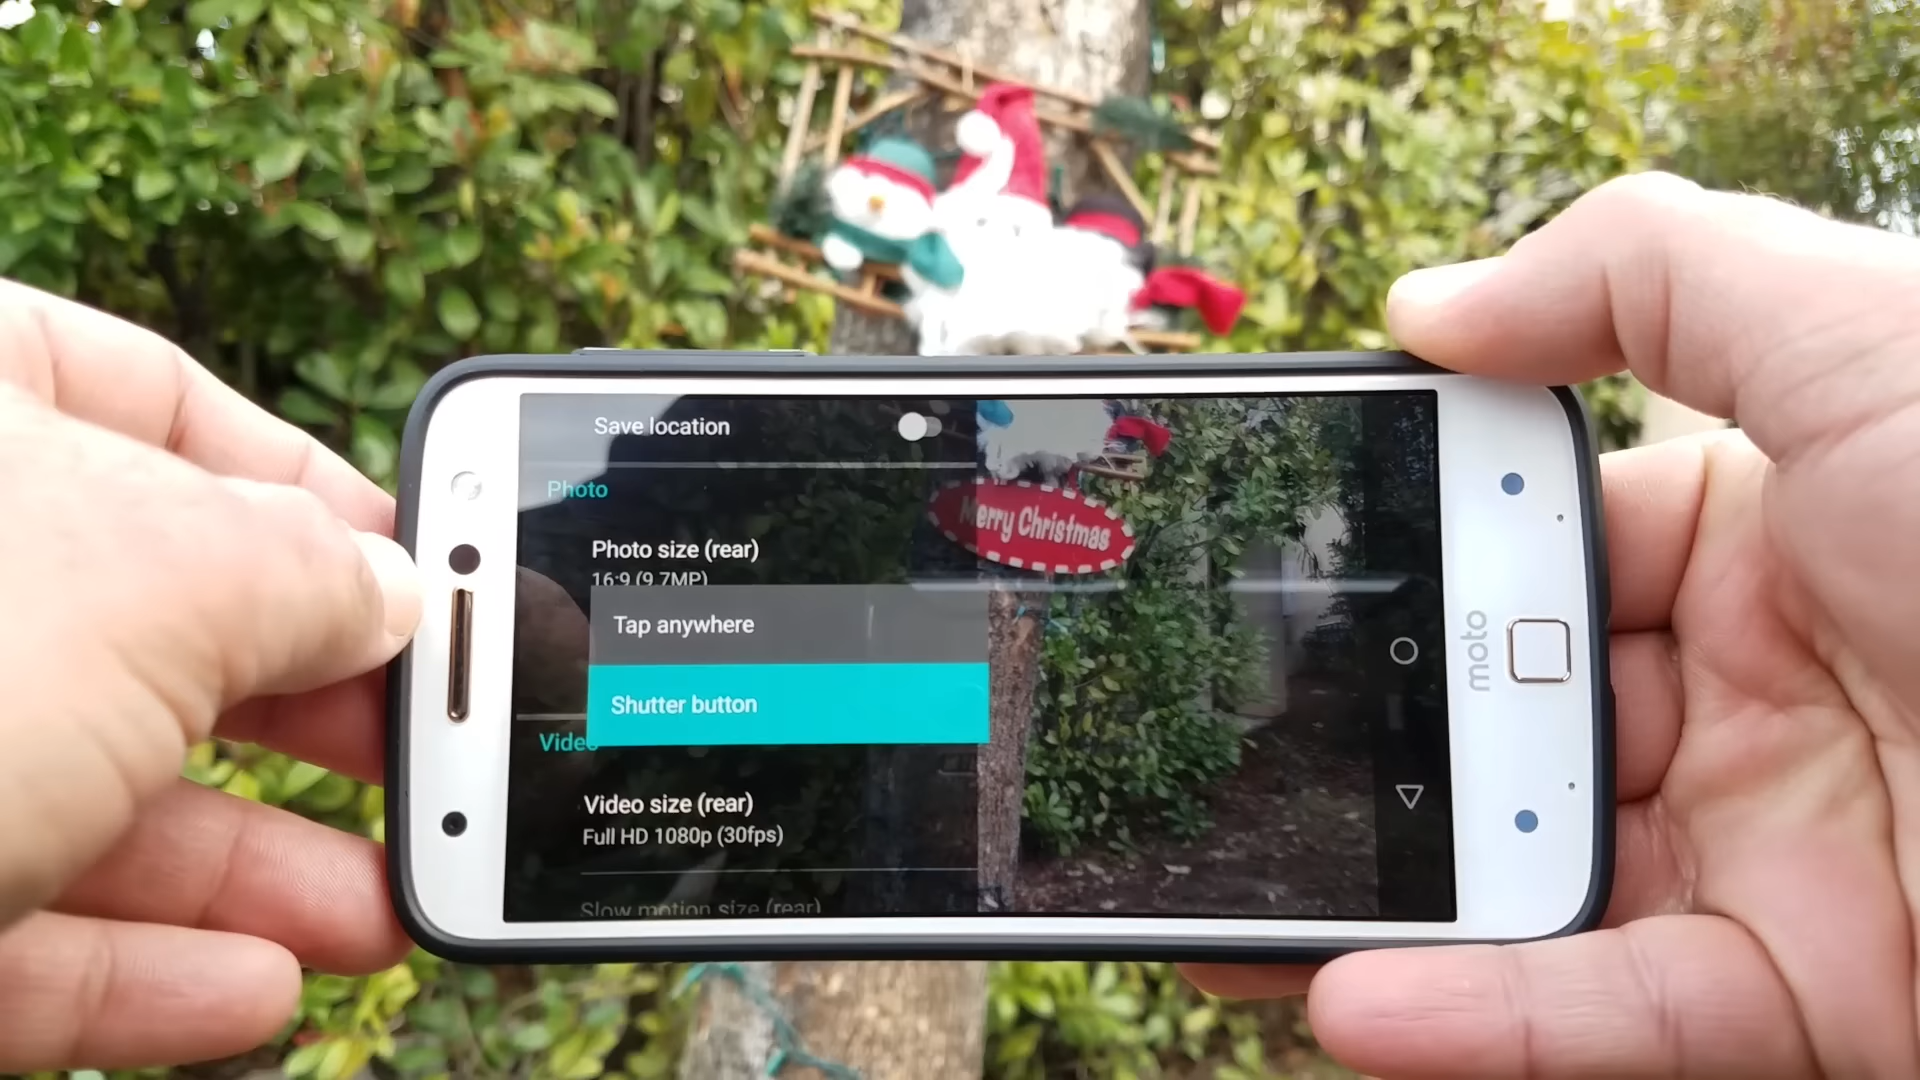 Save location
Photo
Photo size (rear)
16:9 (9.7MP)
Tap anywhere
Shutter button
Video
Video size (rear)
Full HD 1080p (30fps)
Slow motion size (rear)
Merry Christmas
moto